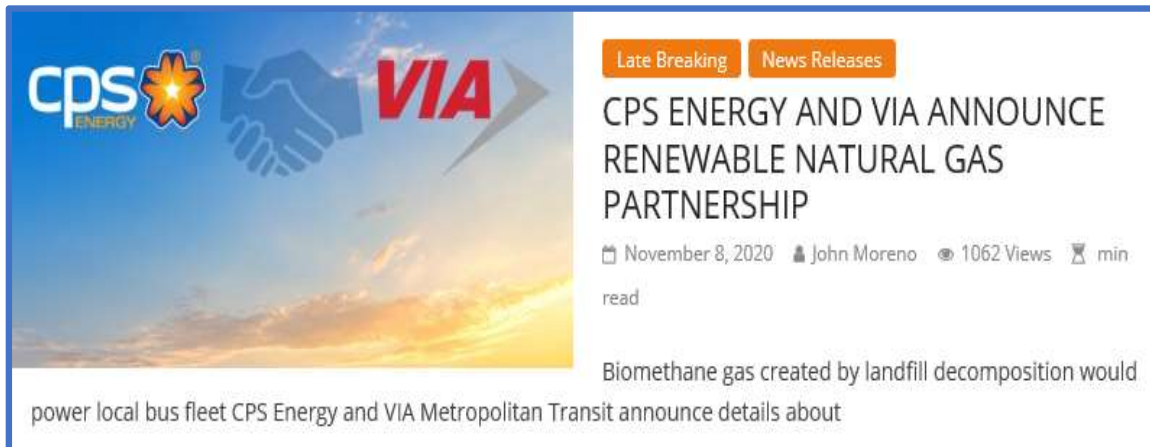 cps
ENERGY
VIA
Late Breaking
News Releases
CPS ENERGY AND VIA ANNOUNCE
RENEWABLE NATURAL GAS
PARTNERSHIP
November 8, 2020 John Moreno 1062 Views min
read
Biomethane gas created by landfill decomposition would
power local bus fleet CPS Energy and VIA Metropolitan Transit announce details about